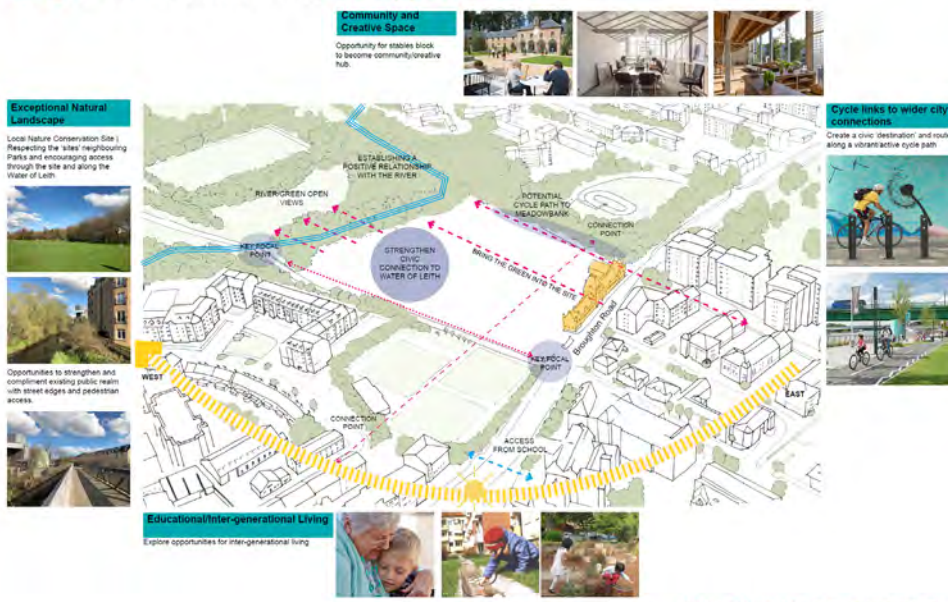 Community and
Creative Space
Opportunity for stables block
to become community/creative
hub.
Exceptional Natural
Landscape
Local Nature Conservation Site |
Respecting the 'sites' neighbouring
Parks and encouraging access
through the site and along the
Water of Leith
Opportunities to strengthen and
compliment existing public realm
with street edges and pedestrian
access.
Cycle links to wider city
connections
Create a civic 'destination' and route
along a vibrant/active cycle path
ESTABLISHING A
POSITIVE RELATIONSHIP
WITH THE RIVER
RIVER/GREEN OPEN
VIEWS
POTENTIAL
CYCLE PATH TO
MEADOWBANK
CONNECTION
POINT
KEY/FOCAL
POINT
STRENGTHEN
CIVIC
CONNECTION TO
WATER OF LEITH
BRING THE GREEN INTO THE SITE
Broughton Road
KEY/FOCAL
POINT
WEST
EAST
CONNECTION
POINT
ACCESS
FROM SCHOOL
Educational/Inter-generational Living
Explore opportunities for inter-generational living